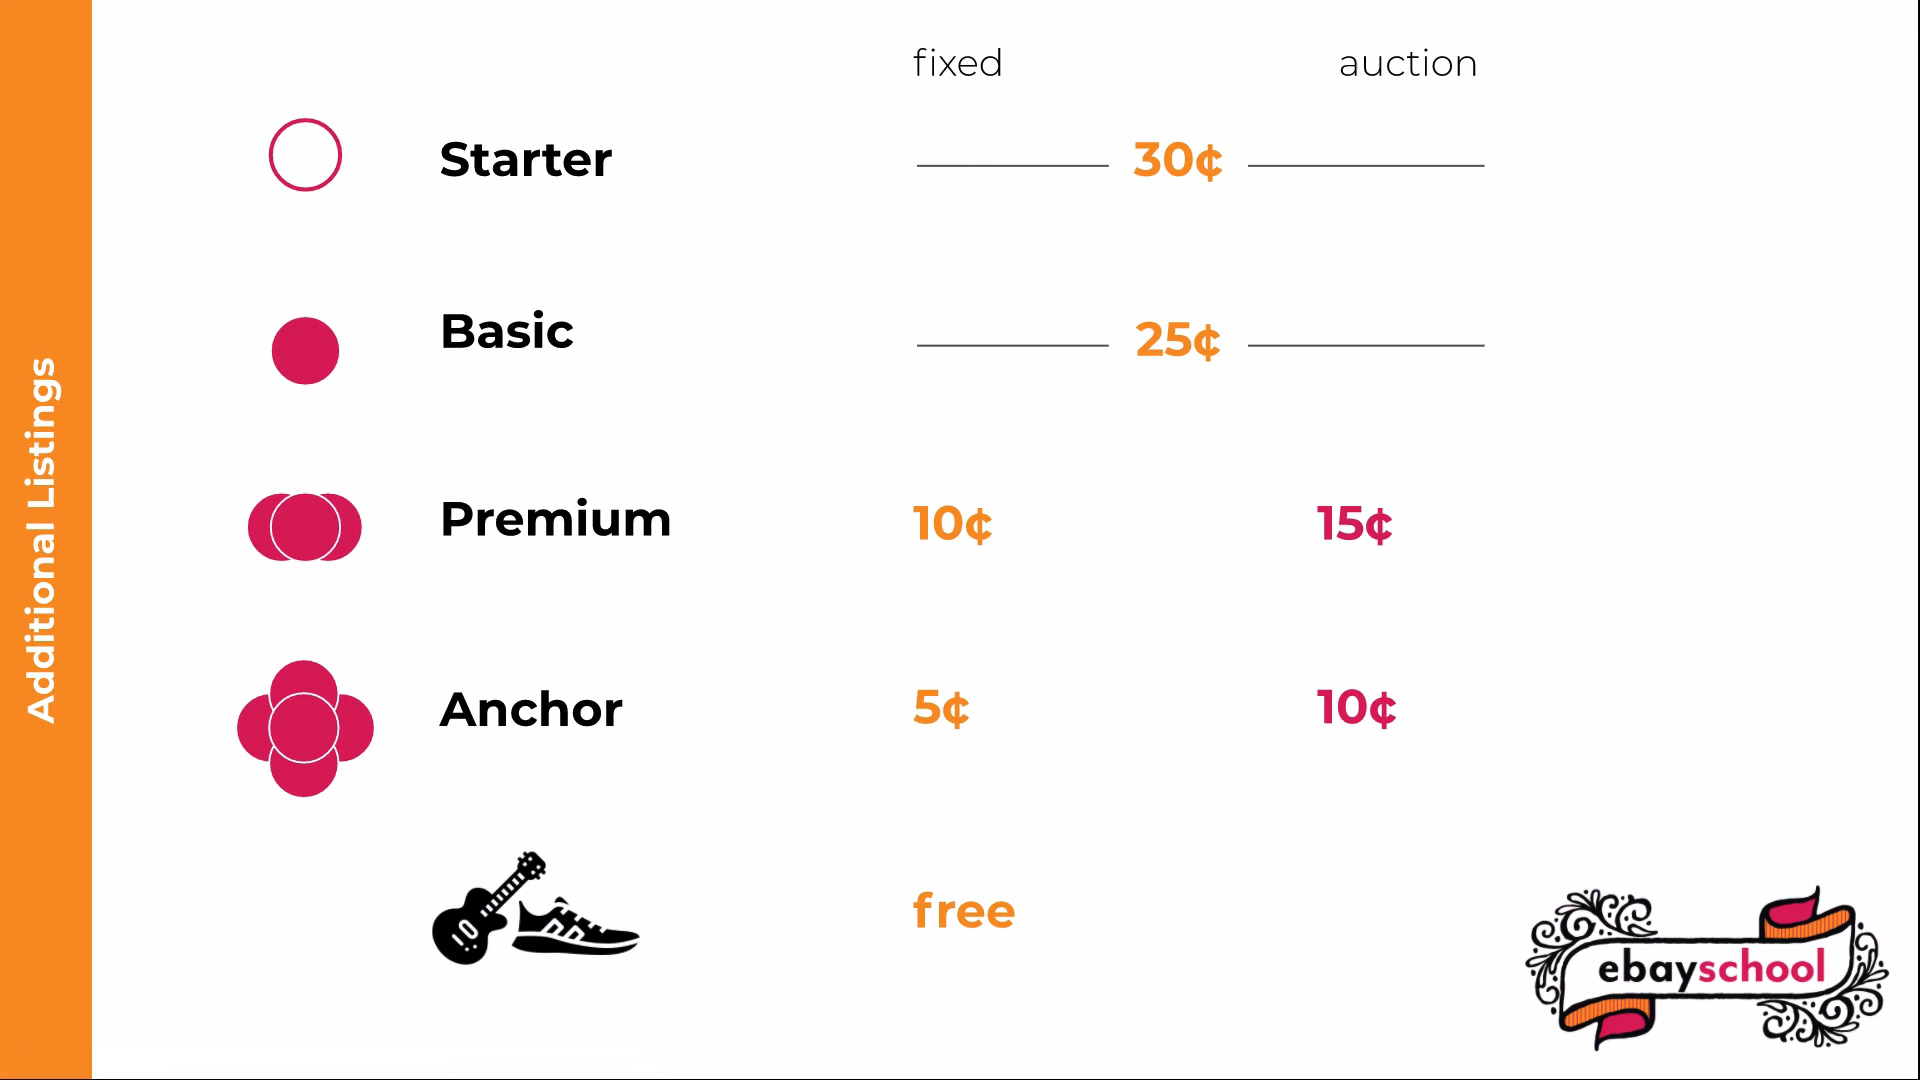 Additional Listings
fixed auction
Starter 30¢
Basic 25¢
Premium 10¢ 15¢
Anchor 5¢ 10¢
free
ebayschool